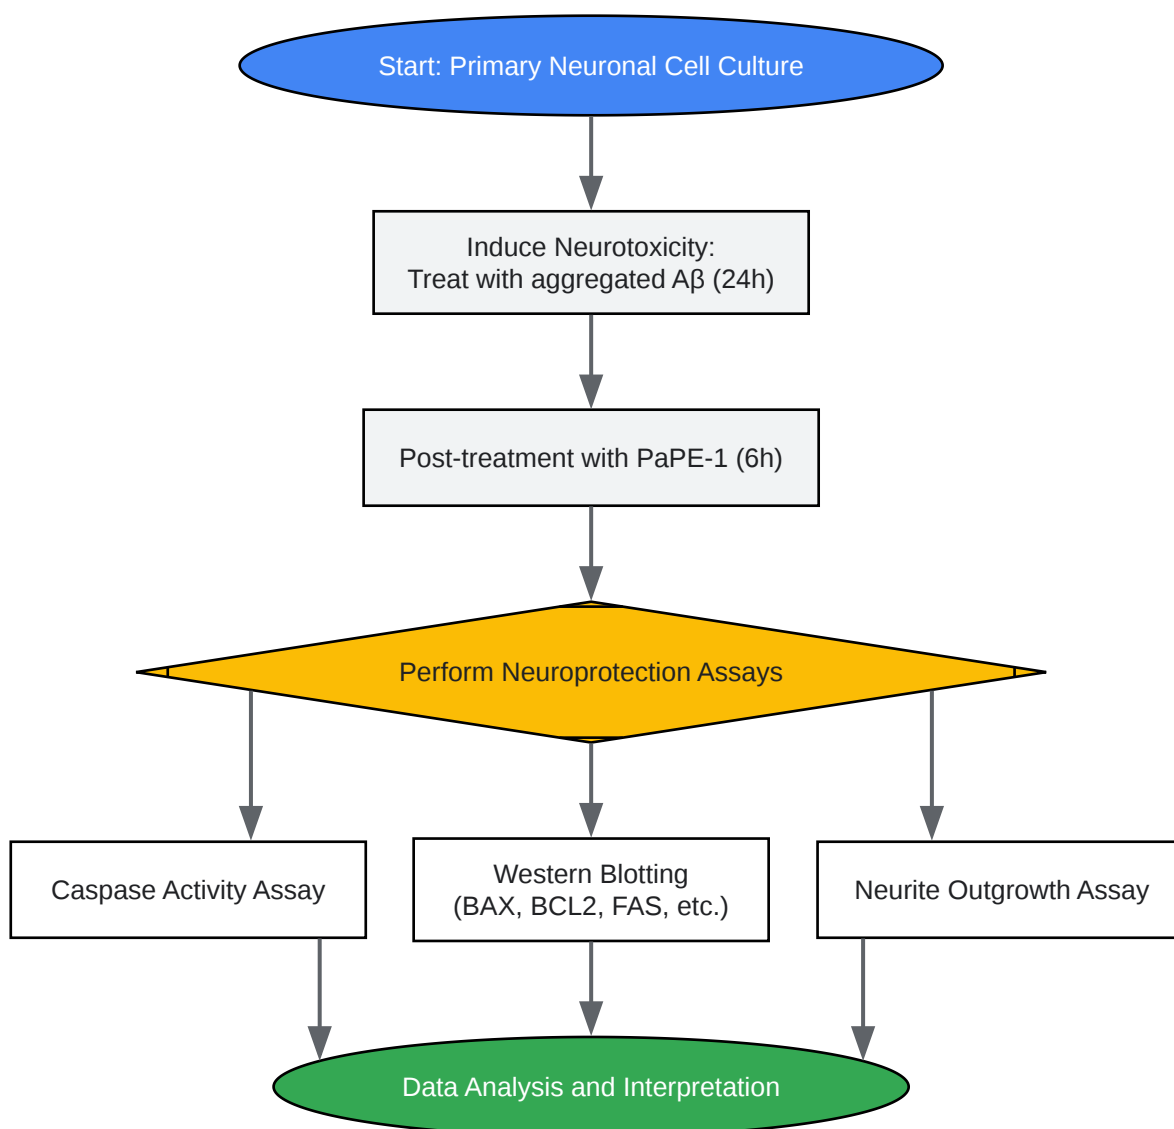 Start: Primary Neuronal Cell Culture
Induce Neurotoxicity:
Treat with aggregated Aβ (24h)
Post-treatment with PaPE-1 (6h)
Perform Neuroprotection Assays
Caspase Activity Assay
Western Blotting
(BAX, BCL2, FAS, etc.)
Neurite Outgrowth Assay
Data Analysis and Interpretation